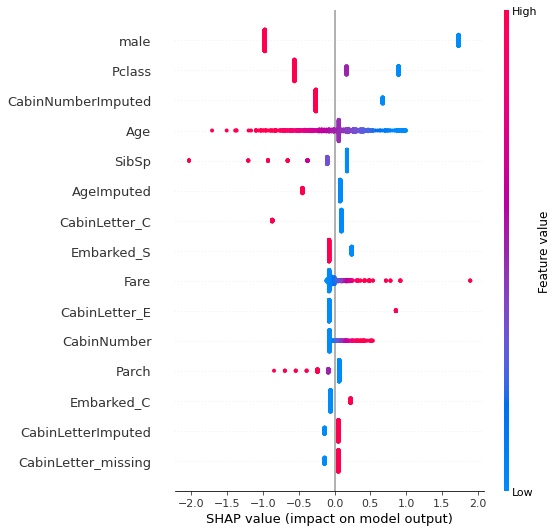 High
male
Pclass
CabinNumberImputed
Age
SibSp
AgeImputed
CabinLetter_C
Embarked_S
Fare
CabinLetter_E
CabinNumber
Parch
Embarked_C
CabinLetterImputed
CabinLetter_missing
Feature value
Low
−2.0 −1.5 −1.0 −0.5 0.0 0.5 1.0 1.5 2.0
SHAP value (impact on model output)